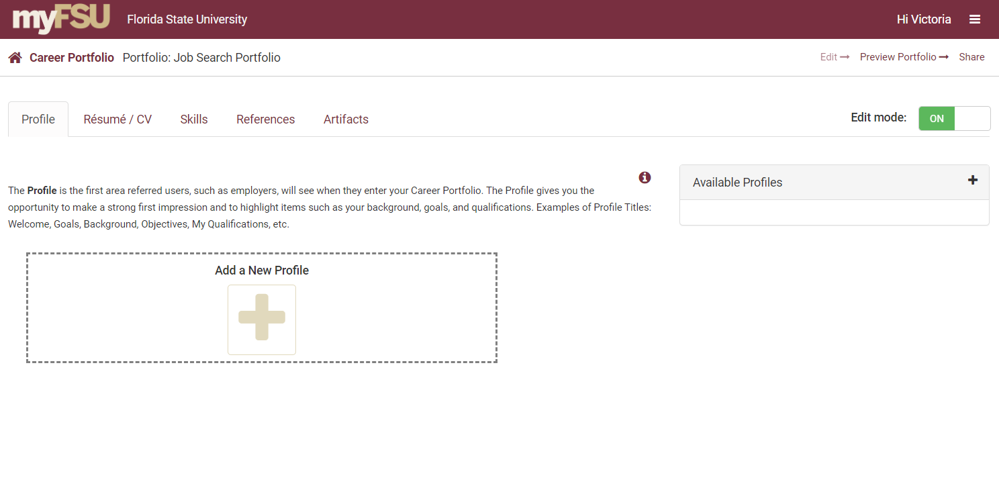 myFSU Florida State University Hi Victoria
Career Portfolio Portfolio: Job Search Portfolio Edit Preview Portfolio Share
Profile Résumé / CV Skills References Artifacts Edit mode: ON
The Profile is the first area referred users, such as employers, will see when they enter your Career Portfolio. The Profile gives you the
opportunity to make a strong first impression and to highlight items such as your background, goals, and qualifications. Examples of Profile Titles:
Welcome, Goals, Background, Objectives, My Qualifications, etc.
Available Profiles
Add a New Profile